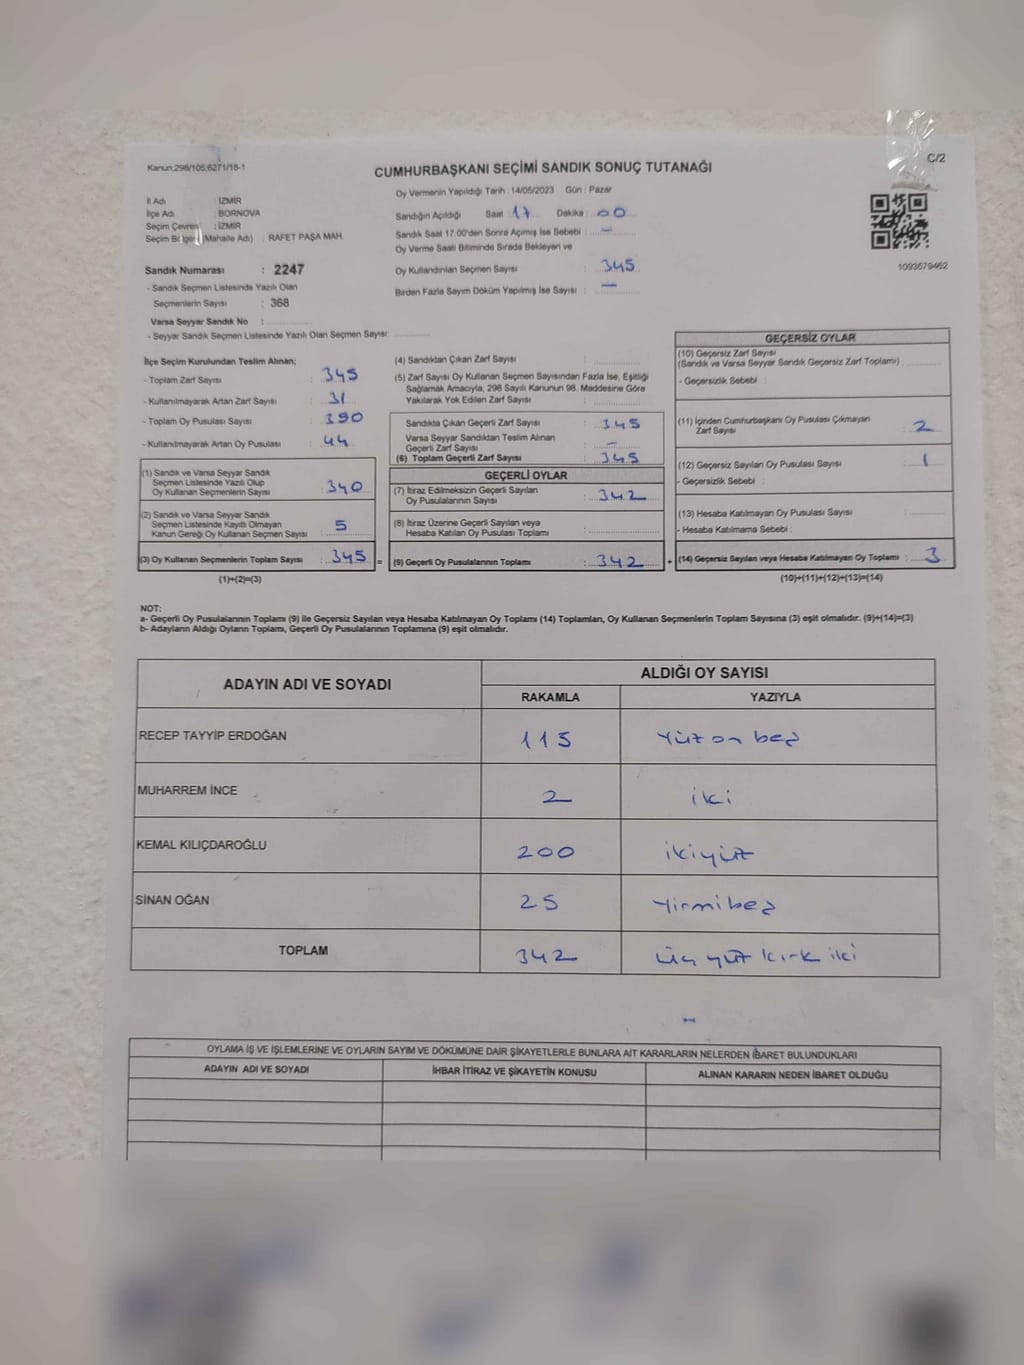 Kanun:298/105,6271/18-1
C/2
CUMHURBAŞKANI SEÇİMİ SANDIK SONUÇ TUTANAĞI
Oy Vermenin Yapıldığı Tarih : 14/05/2023 Gün : Pazar
İl Adı : İZMİR
İlçe Adı : BORNOVA
Seçim Çevresi : İZMİR
Seçim Bölgesi (Mahalle Adı) : RAFET PAŞA MAH.
Sandığın Açıldığı Saat : 17 Dakika : 00
Sandık Saat 17.00'den Sonra Açımış İse Sebebi : —
Oy Verme Saati Bitiminde Sırada Bekleyen ve
Oy Kullandırılan Seçmen Sayısı : 345
Birden Fazla Sayım Döküm Yapılmış İse Sayısı : —
1093579462
Sandık Numarası : 2247
- Sandık Seçmen Listesinde Yazılı Olan
Seçmenlerin Sayısı : 368
Varsa Seyyar Sandık No :
- Seyyar Sandık Seçmen Listesinde Yazılı Olan Seçmen Sayısı:
İlçe Seçim Kurulundan Teslim Alınan;
- Toplam Zarf Sayısı : 345
- Kullanılmayarak Artan Zarf Sayısı : 31
- Toplam Oy Pusulası Sayısı : 390
- Kullanılmayarak Artan Oy Pusulası : 44
(1) Sandık ve Varsa Seyyar Sandık
Seçmen Listesinde Yazılı Olup
Oy Kullanan Seçmenlerin Sayısı : 340
(2) Sandık ve Varsa Seyyar Sandık
Seçmen Listesinde Kayıtlı Olmayan
Kanun Gereği Oy Kullanan Seçmen Sayısı : 5
(3) Oy Kullanan Seçmenlerin Toplam Sayısı : 345
(1)+(2)=(3)
(4) Sandıktan Çıkan Zarf Sayısı :
(5) Zarf Sayısı Oy Kullanan Seçmen Sayısından Fazla İse, Eşitliği
Sağlamak Amacıyla, 298 Sayılı Kanunun 98. Maddesine Göre
Yakılarak Yok Edilen Zarf Sayısı :
Sandıkta Çıkan Geçerli Zarf Sayısı : 345
Varsa Seyyar Sandıktan Teslim Alınan
Geçerli Zarf Sayısı : —
(6) Toplam Geçerli Zarf Sayısı : 345
GEÇERLİ OYLAR
(7) İtiraz Edilmeksizin Geçerli Sayılan
Oy Pusulalarının Sayısı : 342
(8) İtiraz Üzerine Geçerli Sayılan veya
Hesaba Katılan Oy Pusulası Toplamı :
= (9) Geçerli Oy Pusulalarının Toplamı : 342 +
GEÇERSİZ OYLAR
(10) Geçersiz Zarf Sayısı
(Sandık ve Varsa Seyyar Sandık Geçersiz Zarf Toplamı) :
- Geçersizlik Sebebi :
(11) İçinden Cumhurbaşkanı Oy Pusulası Çıkmayan
Zarf Sayısı : 2
(12) Geçersiz Sayılan Oy Pusulası Sayısı : 1
- Geçersizlik Sebebi :
(13) Hesaba Katılmayan Oy Pusulası Sayısı :
- Hesaba Katılmama Sebebi :
(14) Geçersiz Sayılan veya Hesaba Katılmayan Oy Toplamı : 3
(10)+(11)+(12)+(13)=(14)
NOT:
a- Geçerli Oy Pusulalarının Toplamı (9) ile Geçersiz Sayılan veya Hesaba Katılmayan Oy Toplamı (14) Toplamları, Oy Kullanan Seçmenlerin Toplam Sayısına (3) eşit olmalıdır. (9)+(14)=(3)
b- Adayların Aldığı Oyların Toplamı, Geçerli Oy Pusulalarının Toplamına (9) eşit olmalıdır.
ADAYIN ADI VE SOYADI
ALDIĞI OY SAYISI
RAKAMLA YAZIYLA
RECEP TAYYİP ERDOĞAN 115 Yüz on beş
MUHARREM İNCE 2 iki
KEMAL KILIÇDAROĞLU 200 ikiyüz
SİNAN OĞAN 25 Yirmibeş
TOPLAM 342 üç yüz kırk iki
OYLAMA İŞ VE İŞLEMLERİNE VE OYLARIN SAYIM VE DÖKÜMÜNE DAİR ŞİKAYETLERLE BUNLARA AİT KARARLARIN NELERDEN İBARET BULUNDUKLARI
ADAYIN ADI VE SOYADI
İHBAR İTİRAZ VE ŞİKAYETİN KONUSU
ALINAN KARARIN NEDEN İBARET OLDUĞU